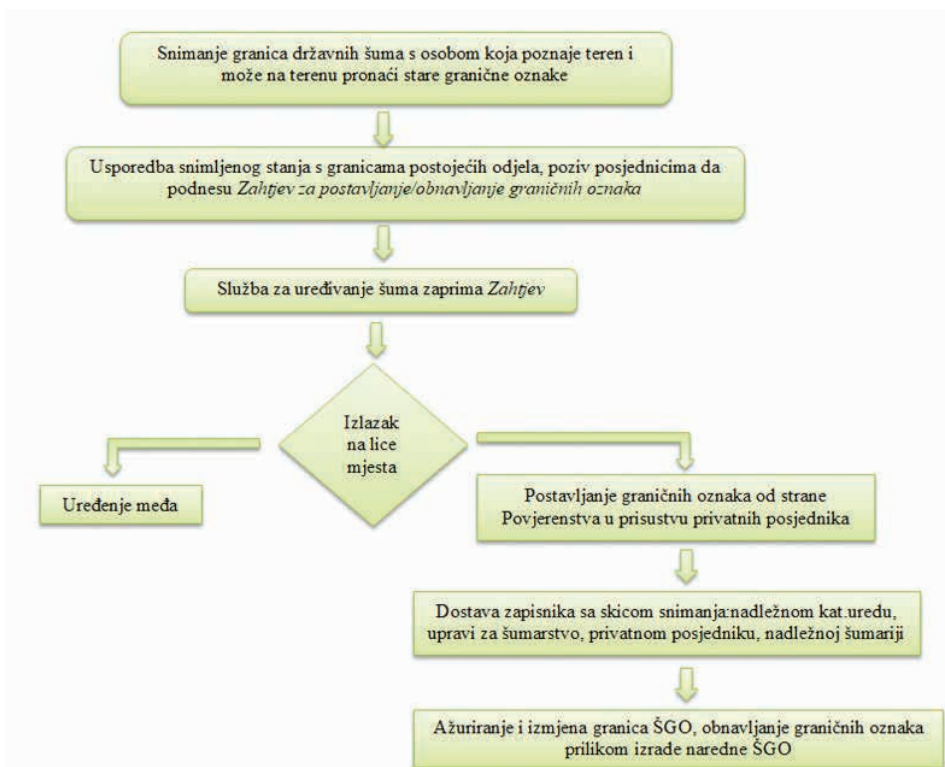 Snimanje granica državnih šuma s osobom koja poznaje teren i
može na terenu pronaći stare granične oznake
Usporedba snimljenog stanja s granicama postojećih odjela, poziv posjednicima da
podnesu Zahtjev za postavljanje/obnavljanje graničnih oznaka
Služba za uređivanje šuma zaprima Zahtjev
Izlazak
na lice
mjesta
Uređenje međa
Postavljanje graničnih oznaka od strane
Povjerenstva u prisustvu privatnih posjednika
Dostava zapisnika sa skicom snimanja:nadležnom kat.uredu,
upravi za šumarstvo, privatnom posjedniku, nadležnoj šumariji
Ažuriranje i izmjena granica ŠGO, obnavljanje graničnih oznaka
prilikom izrade naredne ŠGO